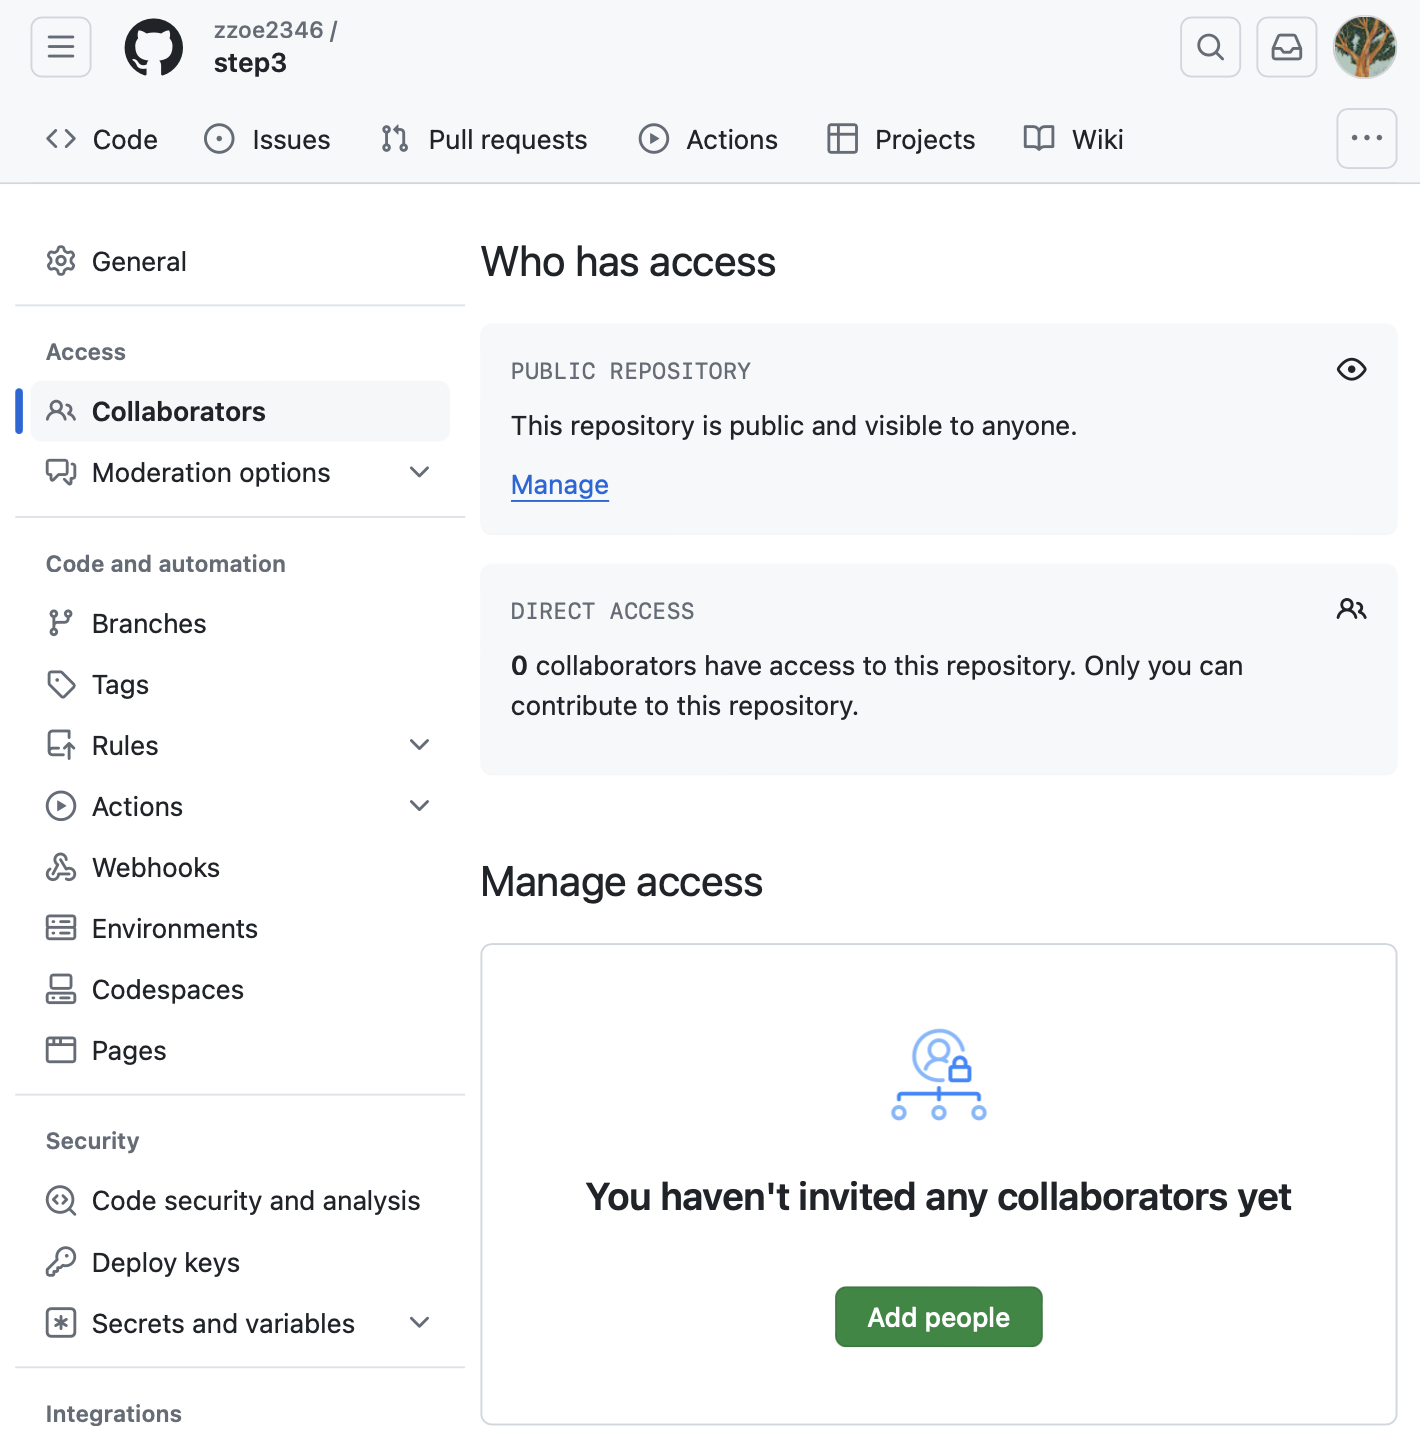 zzoe2346 /
step3
Code
Issues
Pull requests
Actions
Projects
Wiki
General
Access
Collaborators
Moderation options
Code and automation
Branches
Tags
Rules
Actions
Webhooks
Environments
Codespaces
Pages
Security
Code security and analysis
Deploy keys
Secrets and variables
Integrations
Who has access
PUBLIC REPOSITORY
This repository is public and visible to anyone.
Manage
DIRECT ACCESS
0 collaborators have access to this repository. Only you can
contribute to this repository.
Manage access
You haven't invited any collaborators yet
Add people